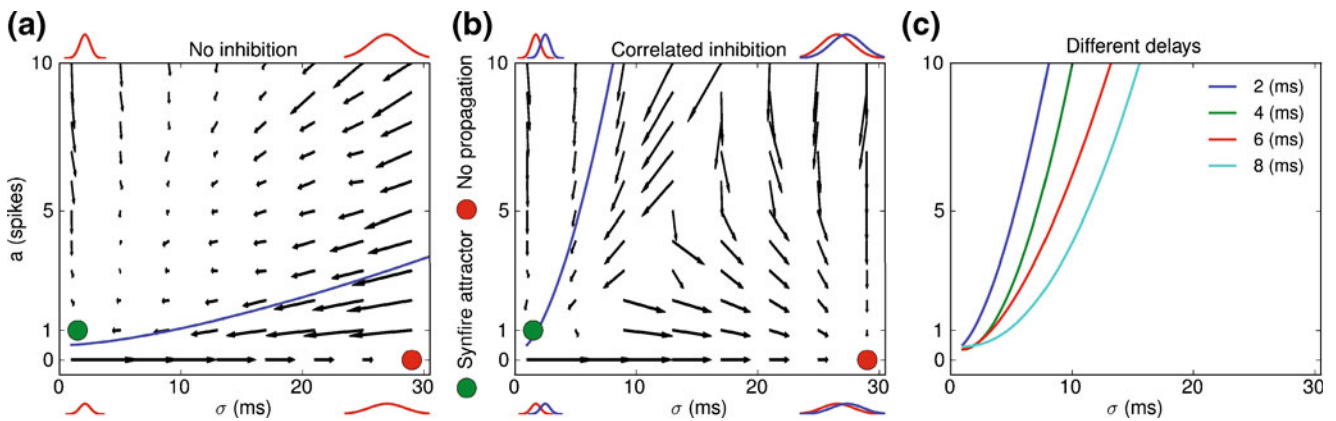 (a)
No inhibition
a (spikes)
10
5
1
0
0
10
20
30
σ (ms)
(b)
Correlated inhibition
Synfire attractor
No propagation
10
5
1
0
0
10
20
30
σ (ms)
(c)
Different delays
10
5
1
0
0
10
20
30
σ (ms)
2 (ms)
4 (ms)
6 (ms)
8 (ms)